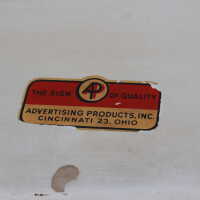 THE SIGN AP OF QUALITY
ADVERTISING PRODUCTS, INC.
CINCINNATI 23, OHIO